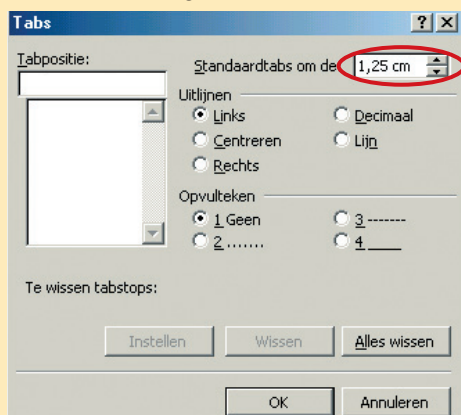 Tabs
Tabpositie:
Standaardtabs om de 1,25 cm
Uitlijnen
Links
Decimaal
Centreren
Lijn
Rechts
Opvulteken
1 Geen
3 -------
2 .......
4 ____
Te wissen tabstops:
Instellen
Wissen
Alles wissen
OK
Annuleren